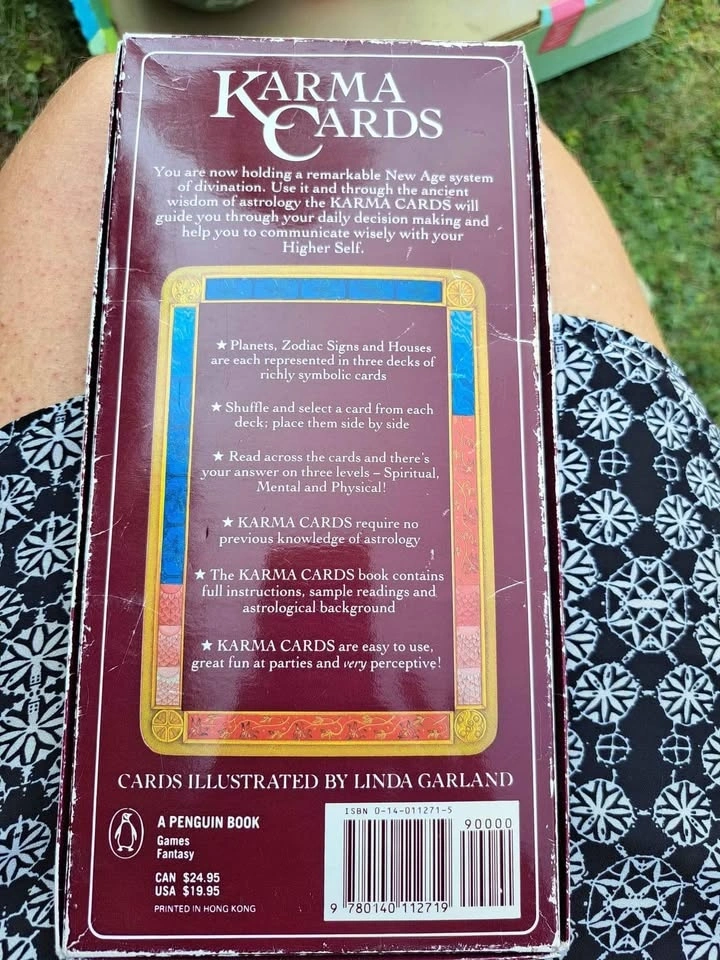 KARMA
CARDS
You are now holding a remarkable New Age system
of divination. Use it and through the ancient
wisdom of astrology the KARMA CARDS will
guide you through your daily decision making and
help you to communicate wisely with your
Higher Self.
★ Planets, Zodiac Signs and Houses
are each represented in three decks of
richly symbolic cards
★ Shuffle and select a card from each
deck; place them side by side
★ Read across the cards and there's
your answer on three levels – Spiritual,
Mental and Physical!
★ KARMA CARDS require no
previous knowledge of astrology
★ The KARMA CARDS book contains
full instructions, sample readings and
astrological background
★ KARMA CARDS are easy to use,
great fun at parties and very perceptive!
CARDS ILLUSTRATED BY LINDA GARLAND
A PENGUIN BOOK
Games
Fantasy
CAN $24.95
USA $19.95
PRINTED IN HONG KONG
ISBN 0-14-011271-5
90000
9 780140 112719